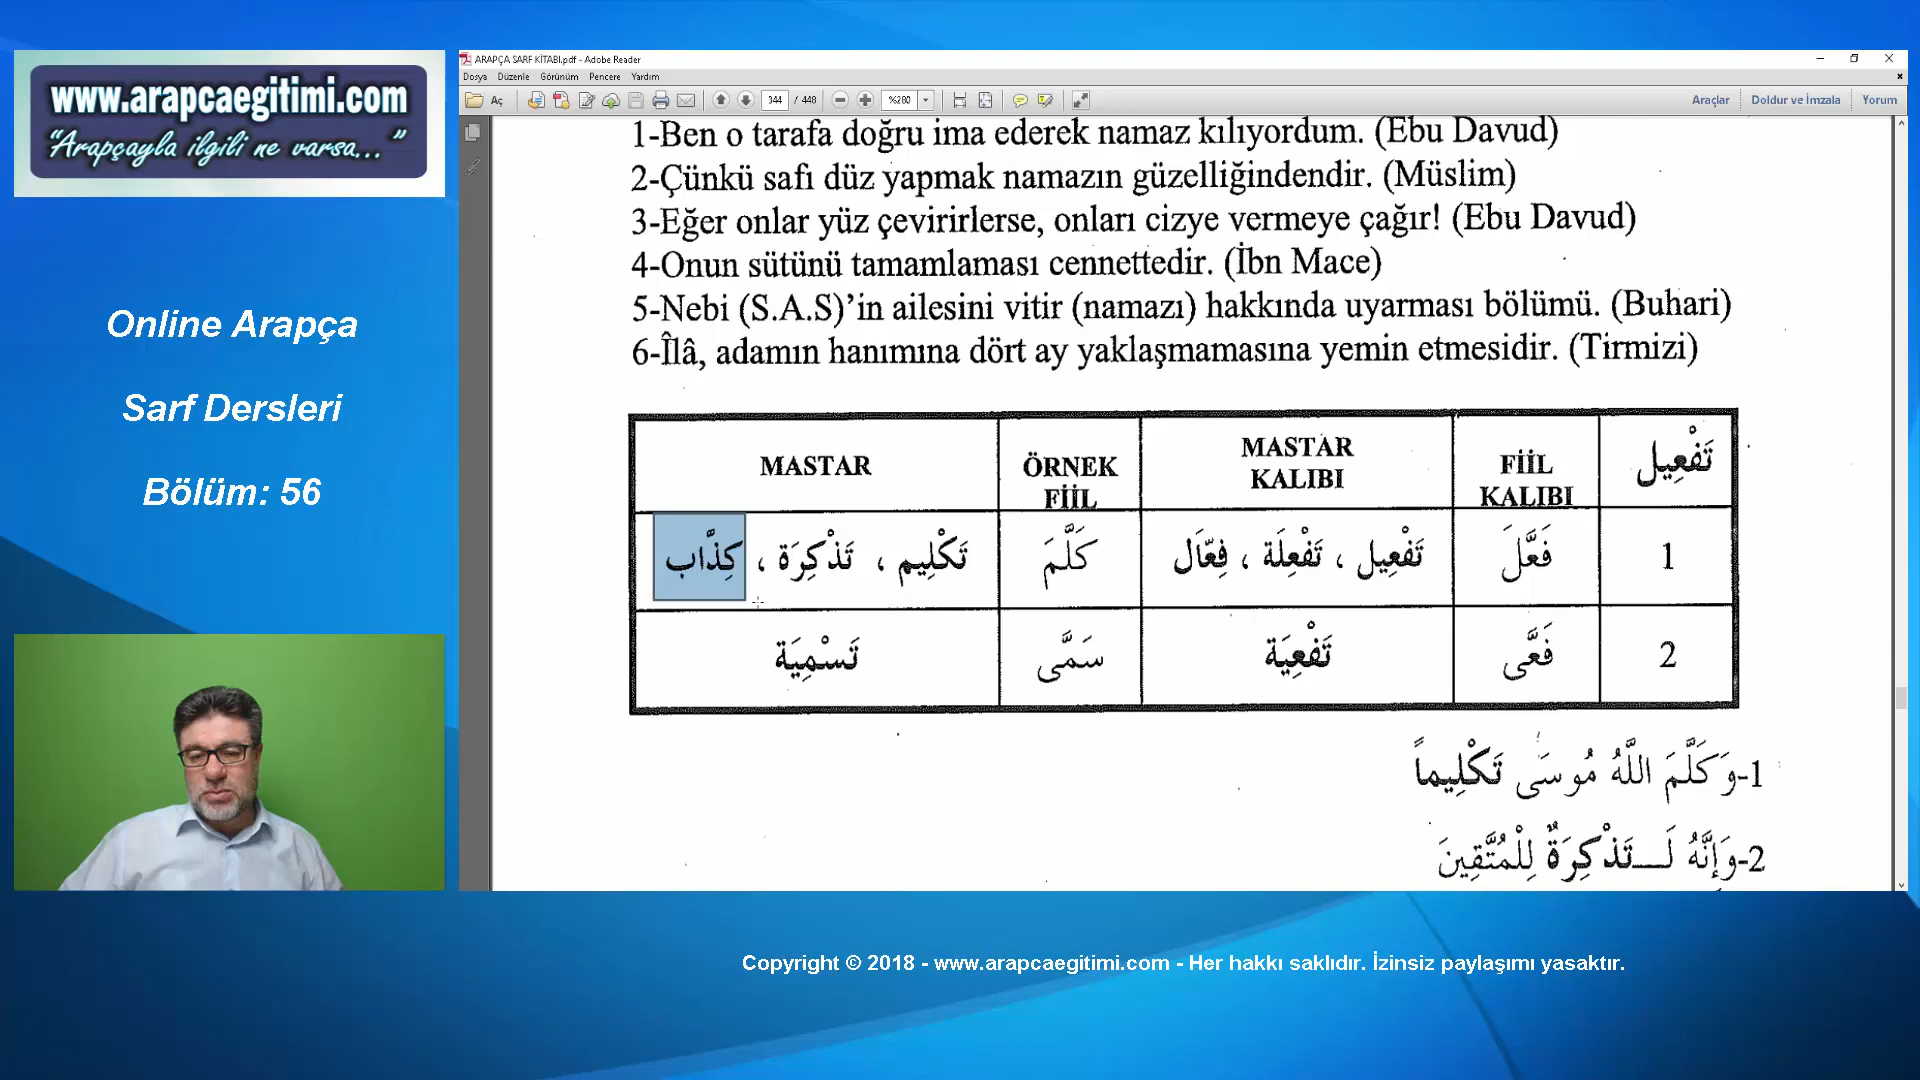 www.arapcaegitimi.com
"Arapçayla ilgili ne varsa..."
Online Arapça
Sarf Dersleri
Bölüm: 56
ARAPÇA SARF KİTABI.pdf - Adobe Reader
Dosya Düzenle Görünüm Pencere Yardım
Aç 344 / 448 %280 Araçlar Doldur ve İmzala Yorum
1-Ben o tarafa doğru ima ederek namaz kılıyordum. (Ebu Davud)
2-Çünkü safı düz yapmak namazın güzelliğindendir. (Müslim)
3-Eğer onlar yüz çevirirlerse, onları cizye vermeye çağır! (Ebu Davud)
4-Onun sütünü tamamlaması cennettedir. (İbn Mace)
5-Nebi (S.A.S)'in ailesini vitir (namazı) hakkında uyarması bölümü. (Buhari)
6-Îlâ, adamın hanımına dört ay yaklaşmamasına yemin etmesidir. (Tirmizi)
MASTAR ÖRNEK FİİL MASTAR KALIBI FİİL KALIBI تَفْعِيل
1 فَعَّلَ تَفْعِيل ، تَفْعِلَة ، فِعَّال كَلَّمَ تَكْلِيم ، تَذْكِرَة ، كِذَّاب
2 فَعَّى تَفْعِيَة سَمَّى تَسْمِيَة
1-وَكَلَّمَ اللَّهُ مُوسَى تَكْلِيماً
2-وَإِنَّهُ لَــتَذْكِرَةٌ لِلْمُتَّقِينَ
Copyright © 2018 - www.arapcaegitimi.com - Her hakkı saklıdır. İzinsiz paylaşımı yasaktır.